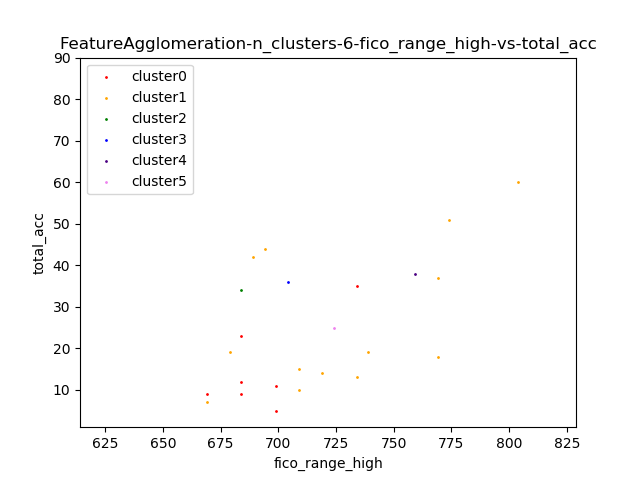 FeatureAgglomeration-n_clusters-6-fico_range_high-vs-total_acc
90
80
70
60
50
40
30
20
10
total_acc
cluster0
cluster1
cluster2
cluster3
cluster4
cluster5
625 650 675 700 725 750 775 800 825
fico_range_high